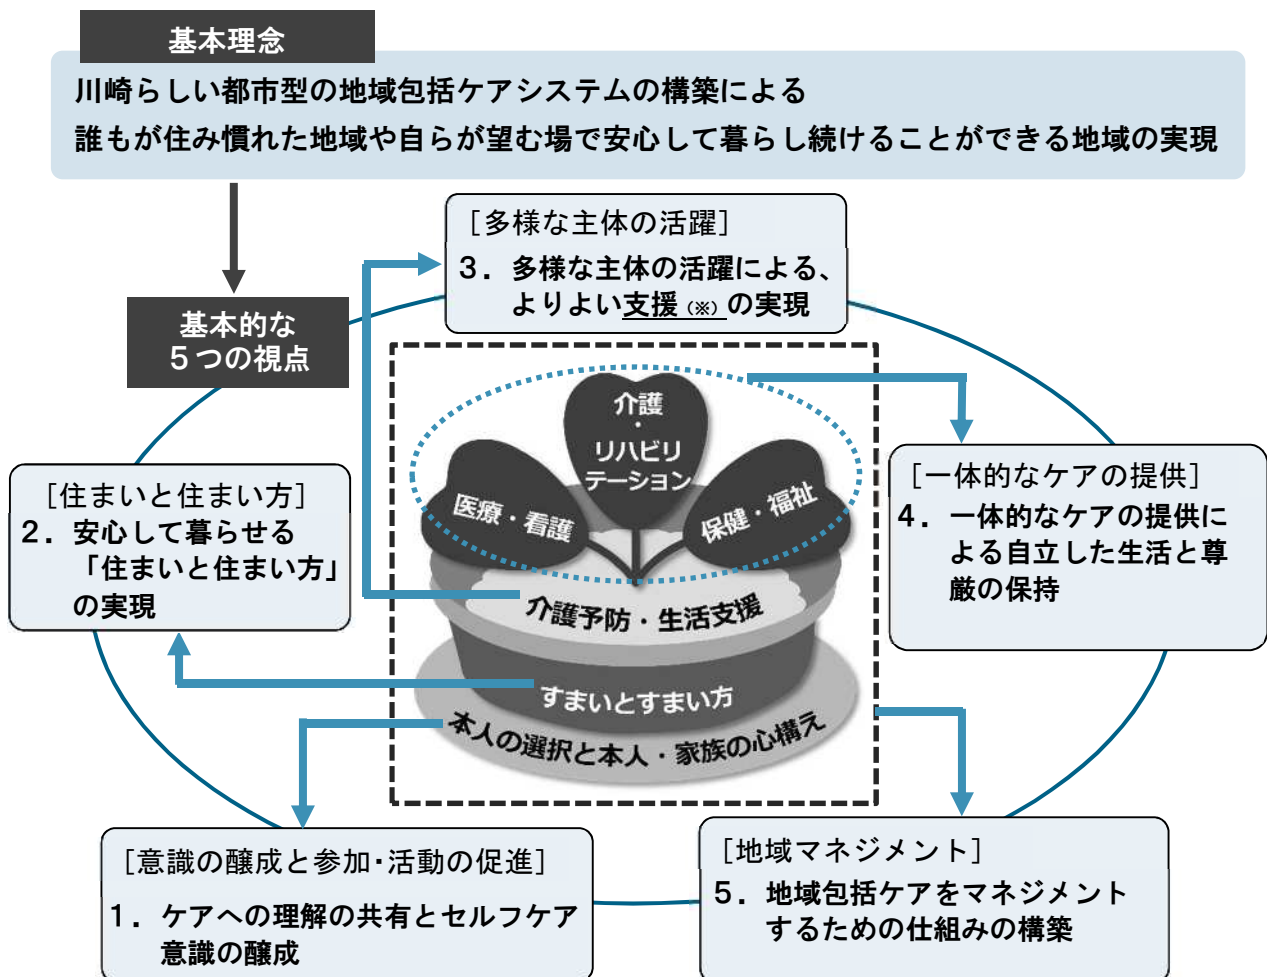 基本理念
川崎らしい都市型の地域包括ケアシステムの構築による
誰もが住み慣れた地域や自らが望む場で安心して暮らし続けることができる地域の実現
基本的な
５つの視点
［多様な主体の活躍］
３．多様な主体の活躍による、
よりよい支援（※）の実現
［住まいと住まい方］
２．安心して暮らせる
「住まいと住まい方」
の実現
介護
・
リハビリ
テーション
医療・看護
保健・福祉
介護予防・生活支援
すまいとすまい方
本人の選択と本人・家族の心構え
［一体的なケアの提供］
４．一体的なケアの提供に
よる自立した生活と尊
厳の保持
［意識の醸成と参加・活動の促進］
１．ケアへの理解の共有とセルフケア
意識の醸成
［地域マネジメント］
５．地域包括ケアをマネジメント
するための仕組みの構築